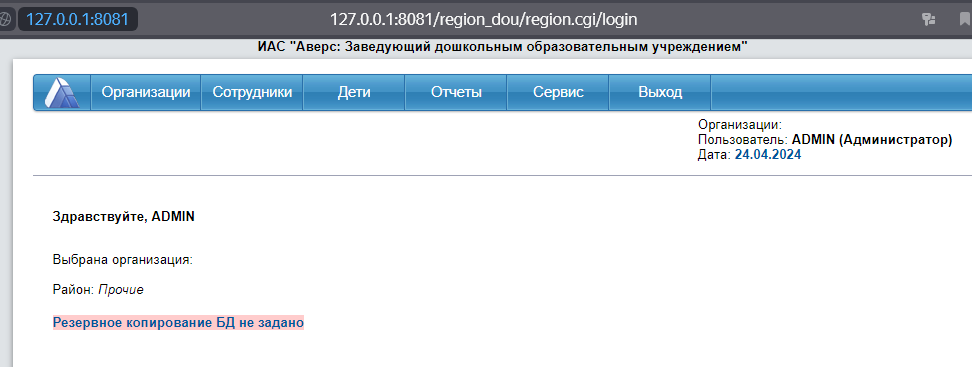 127.0.0.1:8081
127.0.0.1:8081/region_dou/region.cgi/login
ИАС "Аверс: Заведующий дошкольным образовательным учреждением"
Организации Сотрудники Дети Отчеты Сервис Выход
Организации:
Пользователь: ADMIN (Администратор)
Дата: 24.04.2024
Здравствуйте, ADMIN
Выбрана организация:
Район: Прочие
Резервное копирование БД не задано